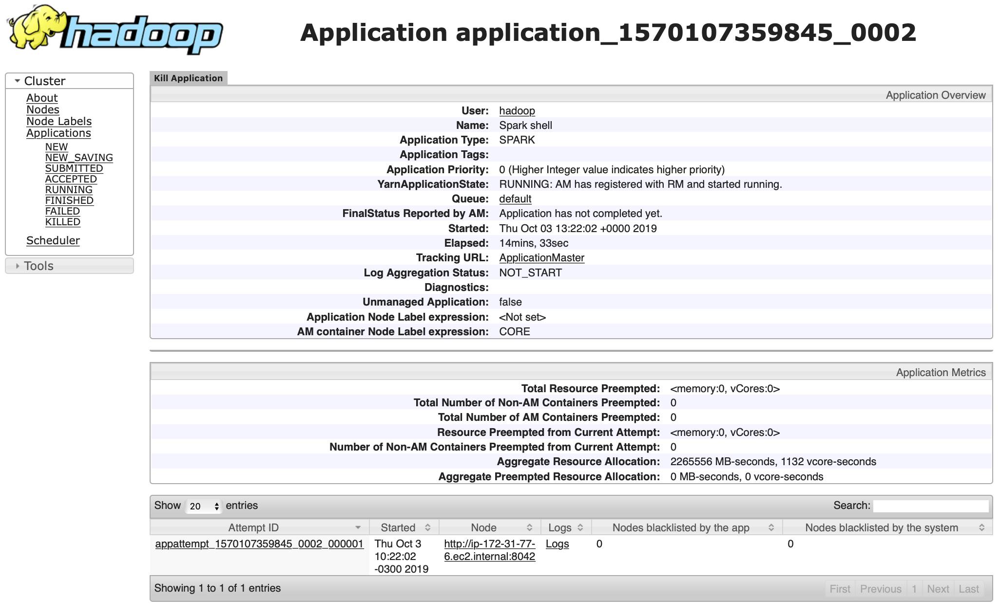 hadoop
Application application_1570107359845_0002
Cluster
About
Nodes
Node Labels
Applications
NEW
NEW_SAVING
SUBMITTED
ACCEPTED
RUNNING
FINISHED
FAILED
KILLED
Scheduler
Tools
Kill Application
Application Overview
User: hadoop
Name: Spark shell
Application Type: SPARK
Application Tags:
Application Priority: 0 (Higher Integer value indicates higher priority)
YarnApplicationState: RUNNING: AM has registered with RM and started running.
Queue: default
FinalStatus Reported by AM: Application has not completed yet.
Started: Thu Oct 03 13:22:02 +0000 2019
Elapsed: 14mins, 33sec
Tracking URL: ApplicationMaster
Log Aggregation Status: NOT_START
Diagnostics:
Unmanaged Application: false
Application Node Label expression: <Not set>
AM container Node Label expression: CORE
Application Metrics
Total Resource Preempted: <memory:0, vCores:0>
Total Number of Non-AM Containers Preempted: 0
Total Number of AM Containers Preempted: 0
Resource Preempted from Current Attempt: <memory:0, vCores:0>
Number of Non-AM Containers Preempted from Current Attempt: 0
Aggregate Resource Allocation: 2265556 MB-seconds, 1132 vcore-seconds
Aggregate Preempted Resource Allocation: 0 MB-seconds, 0 vcore-seconds
Show 20 entries Search:
Attempt ID Started Node Logs Nodes blacklisted by the app Nodes blacklisted by the system
appattempt_1570107359845_0002_000001 Thu Oct 3 http://ip-172-31-77- Logs 0 0
10:22:02 6.ec2.internal:8042
-0300 2019
Showing 1 to 1 of 1 entries First Previous 1 Next Last